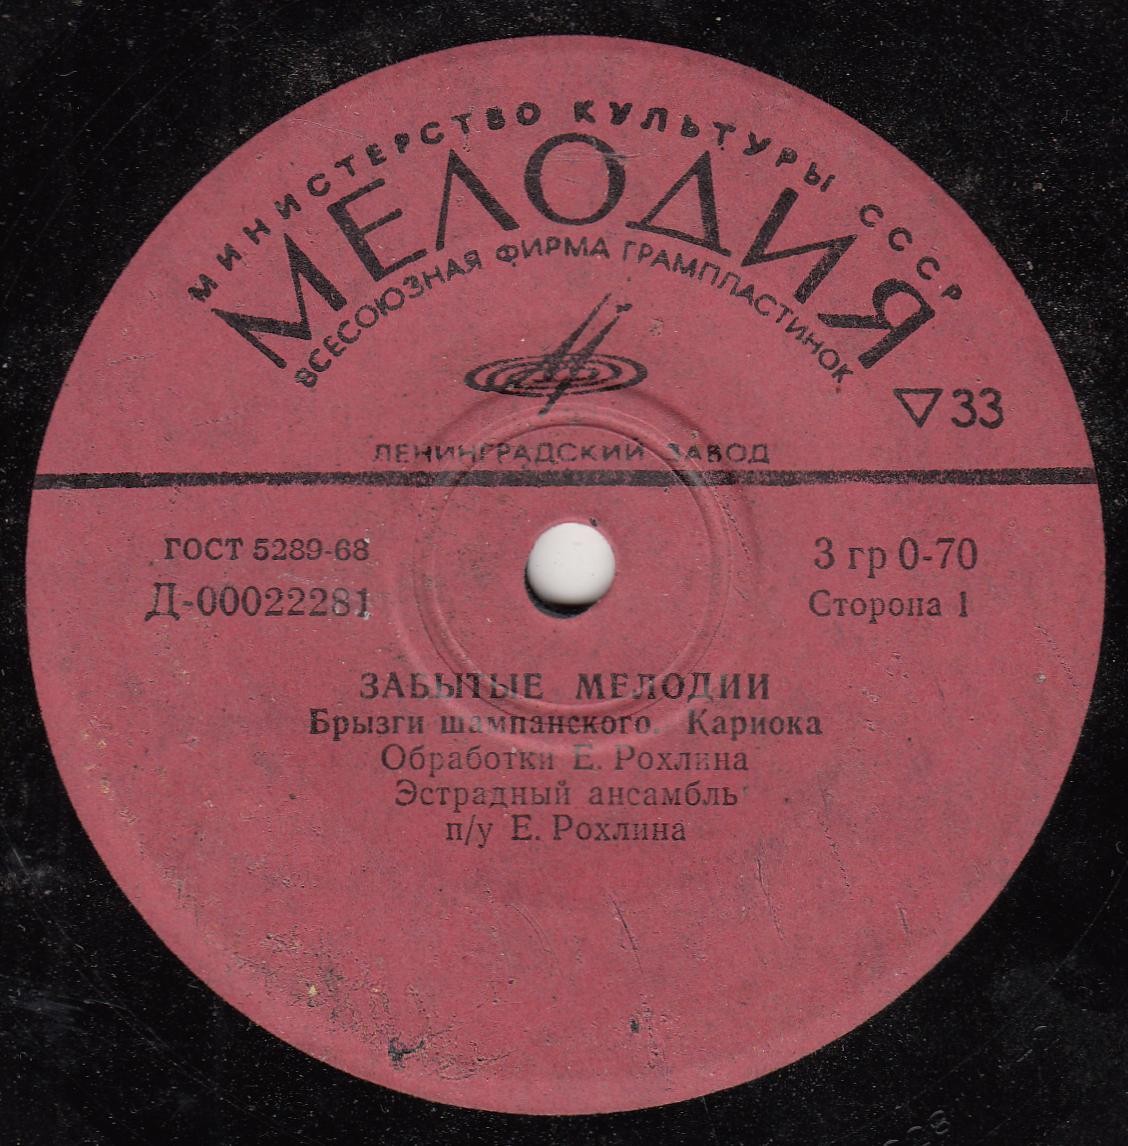 МИНИСТЕРСТВО КУЛЬТУРЫ СССР
МЕЛОДИЯ
ВСЕСОЮЗНАЯ ФИРМА ГРАМПЛАСТИНОК
▽33
ЛЕНИНГРАДСКИЙ ЗАВОД
ГОСТ 5289-68
Д-00022281
3 гр 0-70
Сторона 1
ЗАБЫТЫЕ МЕЛОДИИ
Брызги шампанского. Кариока
Обработки Е. Рохлина
Эстрадный ансамбль
п/у Е. Рохлина